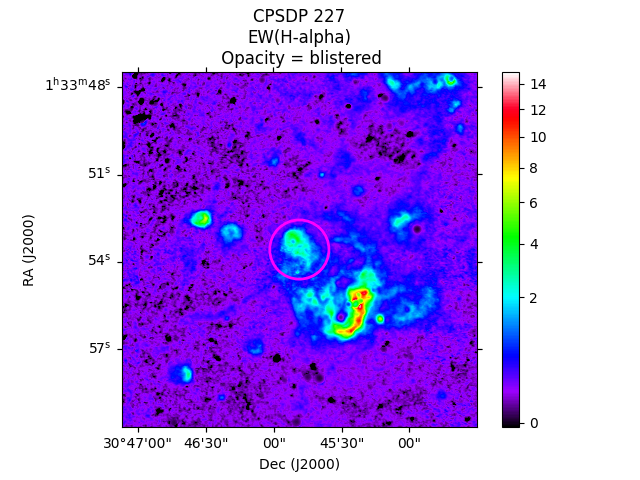 CPSDP 227
EW(H-alpha)
Opacity = blistered
1ʰ33ᵐ48ˢ
51ˢ
54ˢ
57ˢ
RA (J2000)
30°47'00" 46'30" 00" 45'30" 00"
Dec (J2000)
14
12
10
8
6
4
2
0